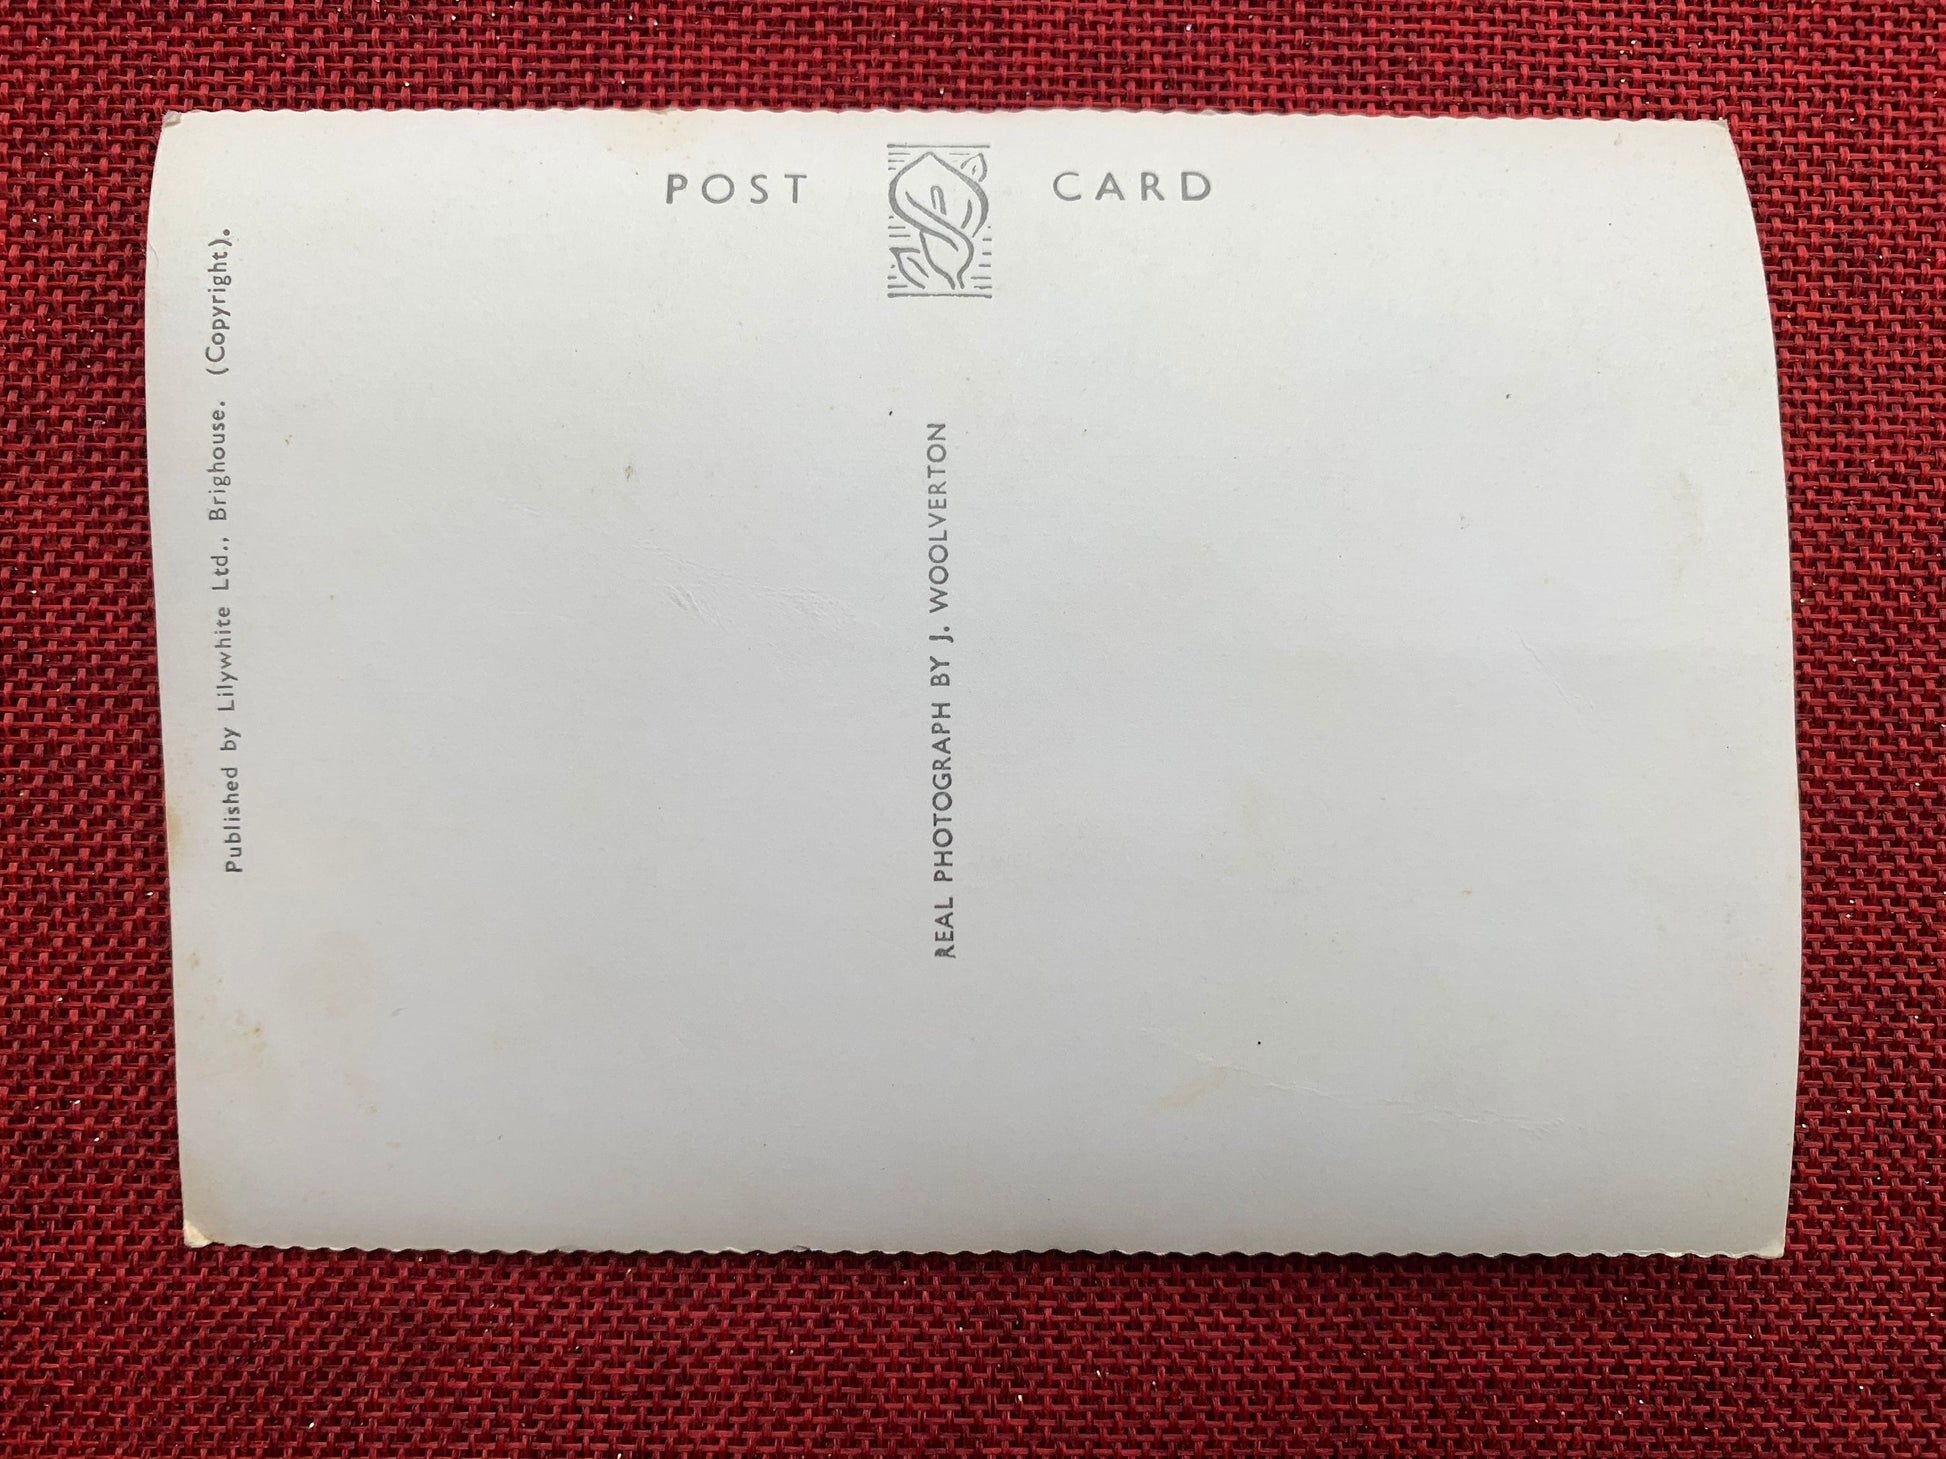 POST CARD
Published by Lilywhite Ltd., Brighouse. (Copyright).
REAL PHOTOGRAPH BY J. WOOLVERTON